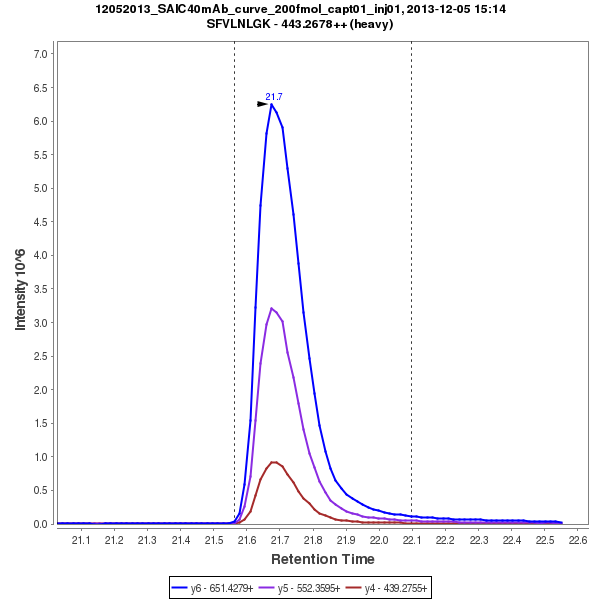 12052013_SAIC40mAb_curve_200fmol_capt01_inj01, 2013-12-05 15:14
SFVLNLGK - 443.2678++ (heavy)
7.0
6.5
6.0
5.5
5.0
4.5
4.0
3.5
3.0
2.5
2.0
1.5
1.0
0.5
0.0
Intensity 10^6
21.7
21.1 21.2 21.3 21.4 21.5 21.6 21.7 21.8 21.9 22.0 22.1 22.2 22.3 22.4 22.5 22.6
Retention Time
y6 - 651.4279+ y5 - 552.3595+ y4 - 439.2755+